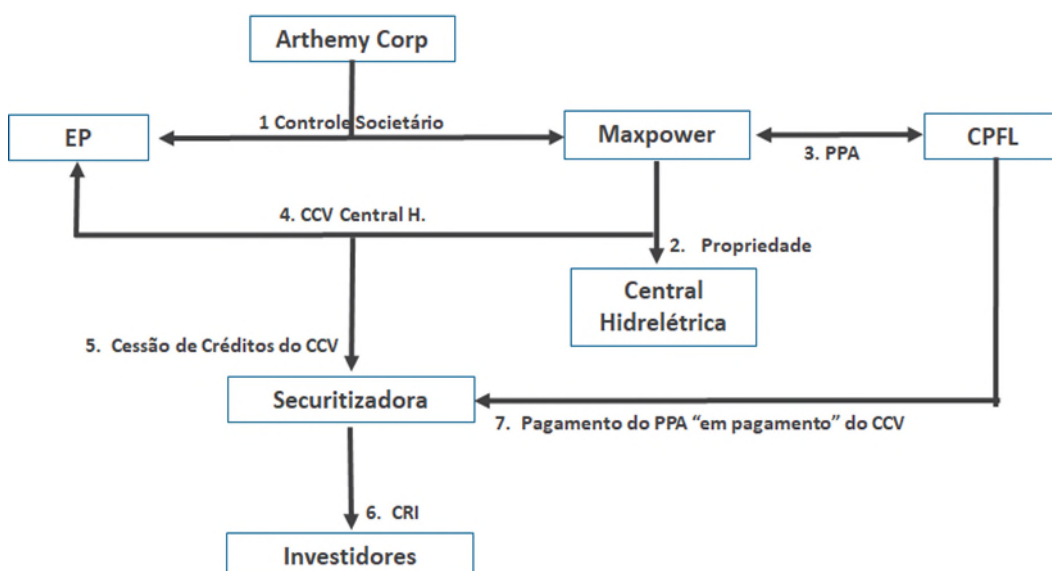 Arthemy Corp
1 Controle Societário
EP
Maxpower
CPFL
3. PPA
4. CCV Central H.
2. Propriedade
Central
Hidrelétrica
5. Cessão de Créditos do CCV
Securitizadora
7. Pagamento do PPA “em pagamento” do CCV
6. CRI
Investidores